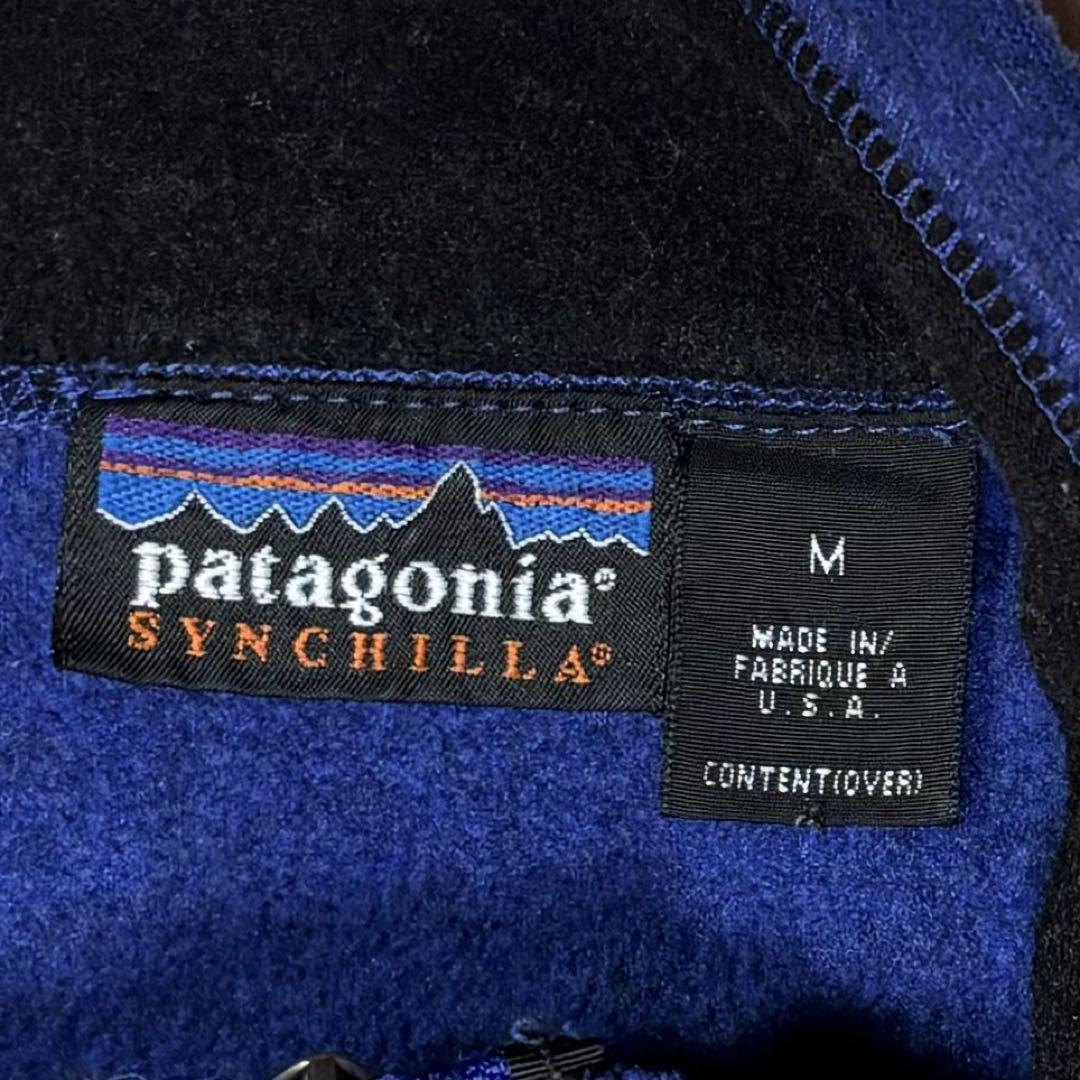 patagonia®
SYNCHILLA®
M
MADE IN/
FABRIQUE A
U.S.A.
CONTENT(OVER)